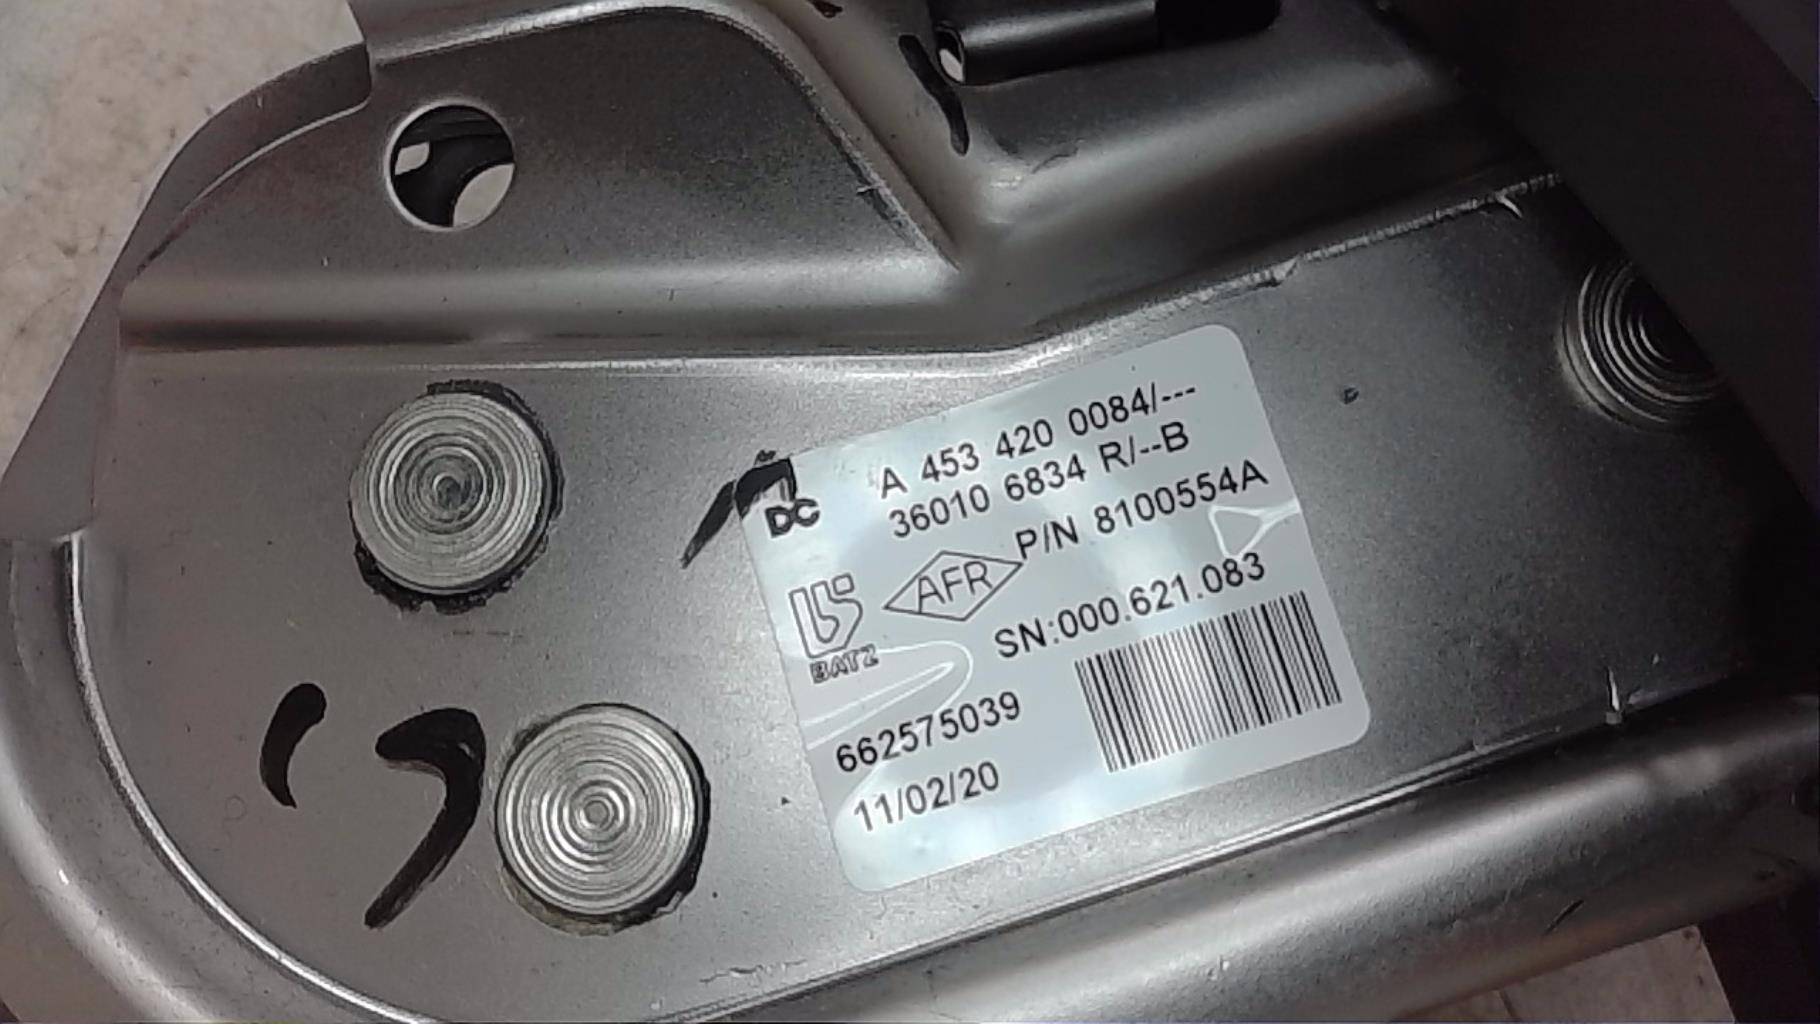 A 453 420 0084/---
DC 36010 6834 R/--B
P/N 8100554A
AFR
SN:000.621.083
BATZ
662575039
11/02/20